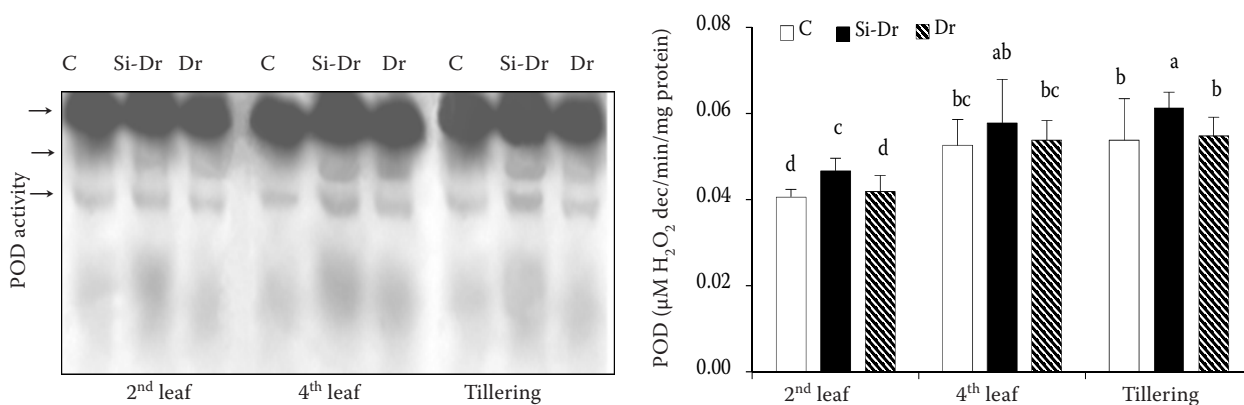 C Si-Dr Dr C Si-Dr Dr C Si-Dr Dr
POD activity
2nd leaf 4th leaf Tillering
POD (µM H2O2 dec/min/mg protein)
0.08
0.06
0.04
0.02
0.00
C Si-Dr Dr
d c d
bc ab bc
b a b
2nd leaf 4th leaf Tillering